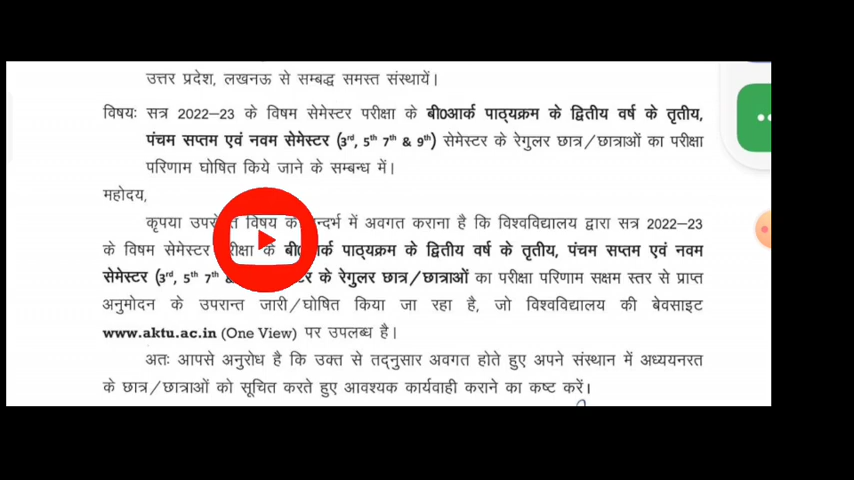 उत्तर प्रदेश, लखनऊ से सम्बद्ध समस्त संस्थायें।
विषयः सत्र 2022–23 के विषम सेमेस्टर परीक्षा के बी0आर्क पाठ्यक्रम के द्वितीय वर्ष के तृतीय,
पंचम सप्तम एवं नवम सेमेस्टर (3rd, 5th 7th & 9th) सेमेस्टर के रेगुलर छात्र/छात्राओं का परीक्षा
परिणाम घोषित किये जाने के सम्बन्ध में।
महोदय,
कृपया विषय के में अवगत कराना है कि विश्वविद्यालय द्वारा सत्र 2022–23
के विषम सेमेस्टर के बी0आर्क पाठ्यक्रम के द्वितीय वर्ष के तृतीय, पंचम सप्तम एवं नवम
सेमेस्टर (3rd, 5th 7th के रेगुलर छात्र/छात्राओं का परीक्षा परिणाम सक्षम स्तर से प्राप्त
अनुमोदन के उपरान्त जारी/घोषित किया जा रहा है, जो विश्वविद्यालय की बेवसाइट
www.aktu.ac.in (One View) पर उपलब्ध है।
अतः आपसे अनुरोध है कि उक्त से तद्नुसार अवगत होते हुए अपने संस्थान में अध्ययनरत
के छात्र/छात्राओं को सूचित करते हुए आवश्यक कार्यवाही कराने का कष्ट करें।